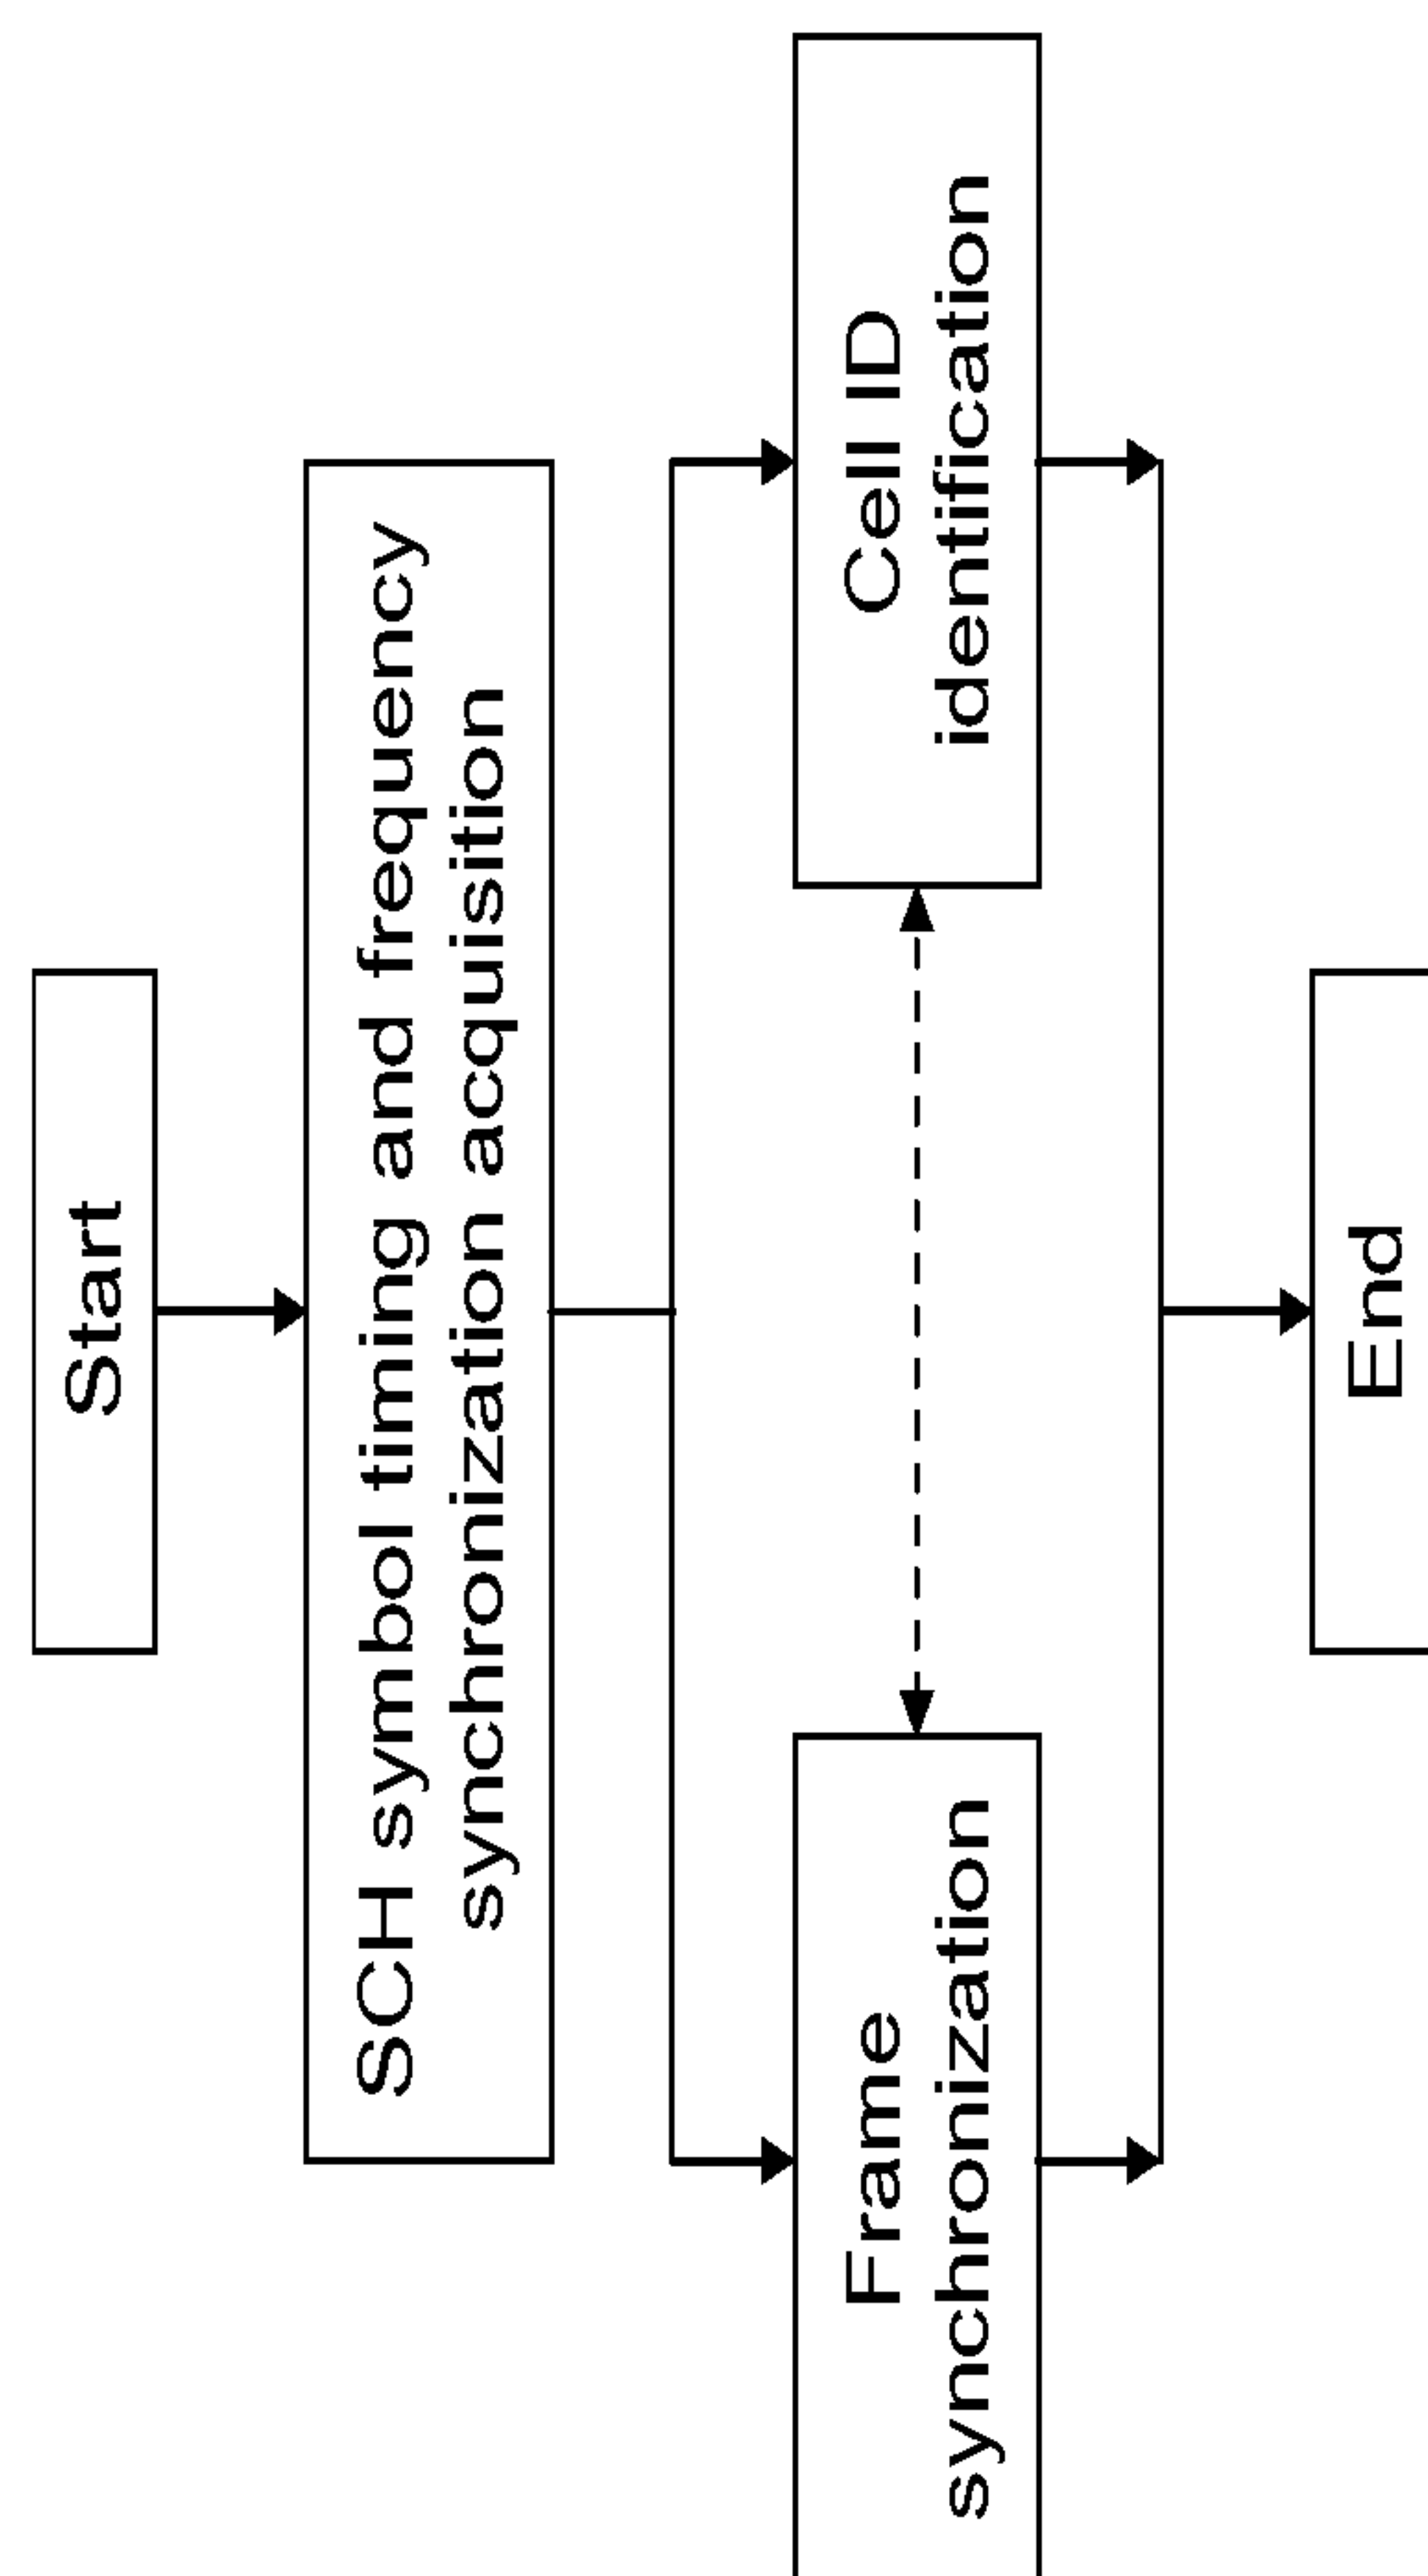 Start
SCH symbol timing and frequency
synchronization acquisition
Frame
synchronization
Cell ID
identification
End